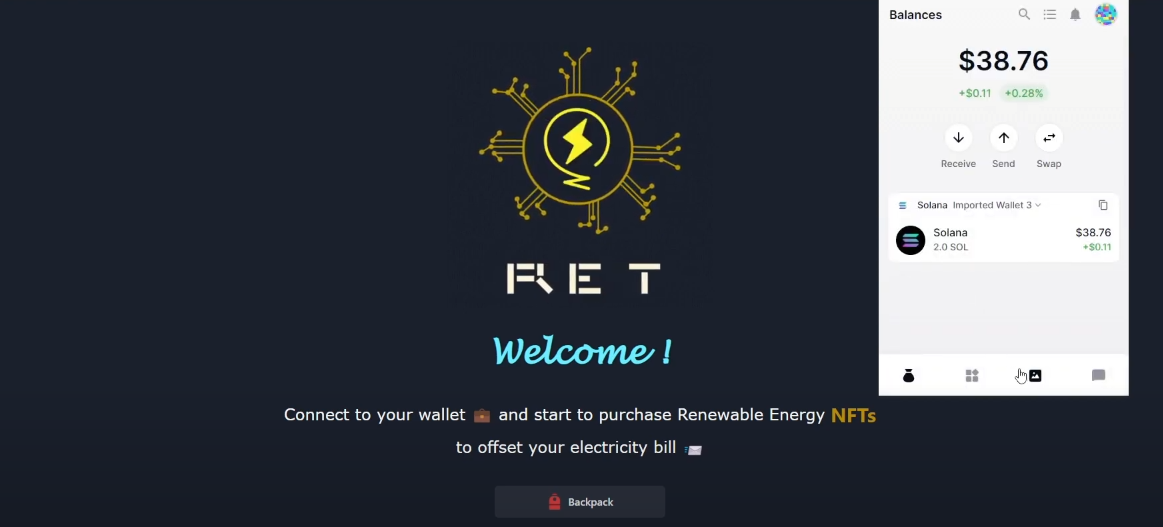 RET
Welcome !
Connect to your wallet 💼 and start to purchase Renewable Energy NFTs
to offset your electricity bill 📨
Backpack
Balances
$38.76
+$0.11 +0.28%
Receive Send Swap
Solana Imported Wallet 3
Solana $38.76
2.0 SOL +$0.11